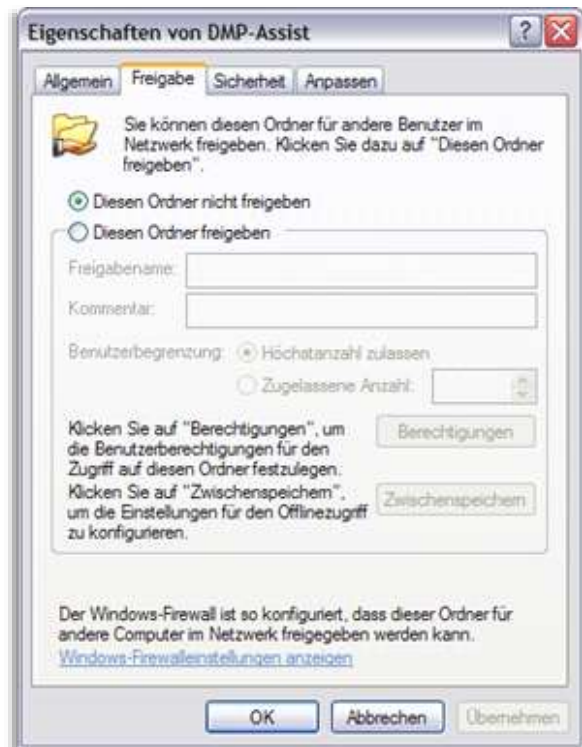 Eigenschaften von DMP-Assist
Allgemein Freigabe Sicherheit Anpassen
Sie können diesen Ordner für andere Benutzer im
Netzwerk freigeben. Klicken Sie dazu auf "Diesen Ordner
freigeben".
Diesen Ordner nicht freigeben
Diesen Ordner freigeben
Freigabename:
Kommentar:
Benutzerbegrenzung: Höchstanzahl zulassen
Zugelassene Anzahl:
Klicken Sie auf "Berechtigungen", um
die Benutzerberechtigungen für den
Zugriff auf diesen Ordner festzulegen.
Berechtigungen
Klicken Sie auf "Zwischenspeichern",
um die Einstellungen für den Offlinezugriff
zu konfigurieren.
Zwischenspeichern
Der Windows-Firewall ist so konfiguriert, dass dieser Ordner für
andere Computer im Netzwerk freigegeben werden kann.
Windows-Firewalleinstellungen anzeigen
OK Abbrechen Übernehmen